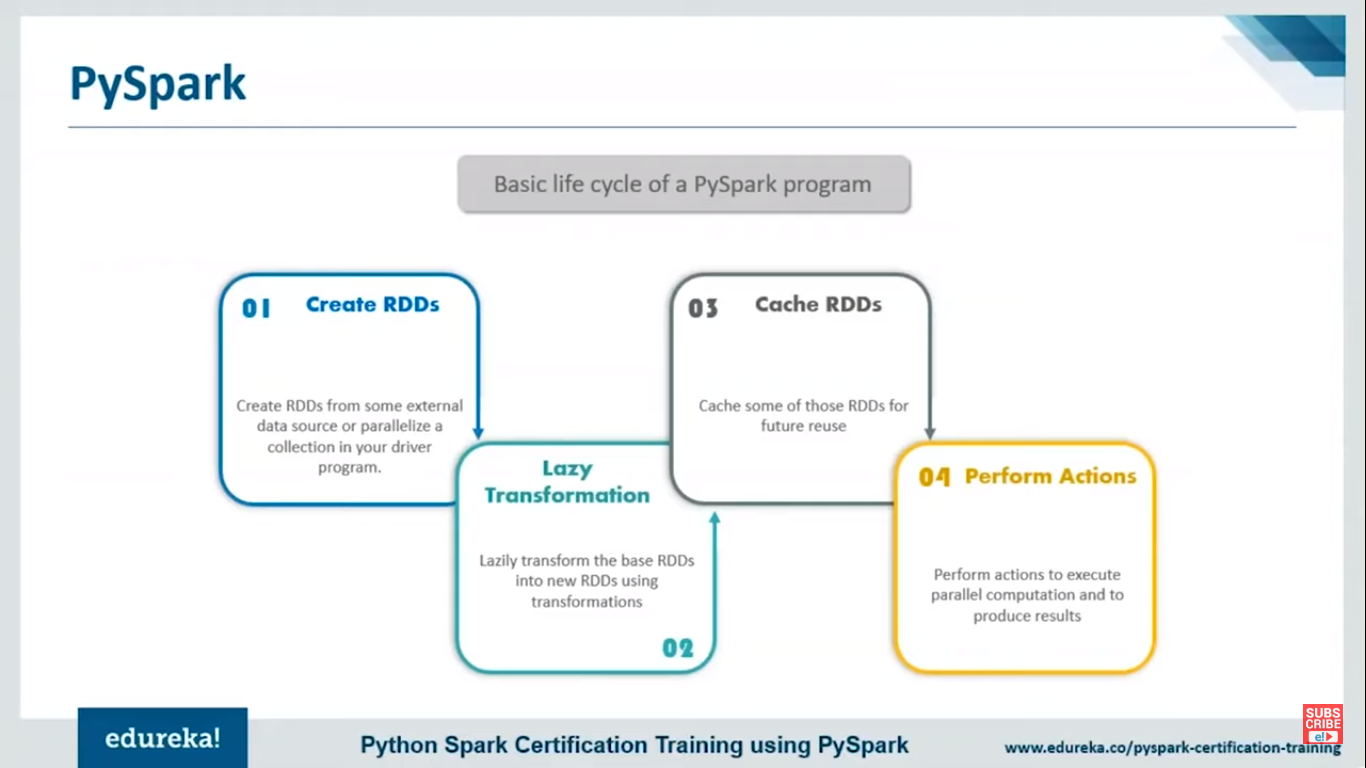 PySpark
Basic life cycle of a PySpark program
01 Create RDDs
Create RDDs from some external
data source or parallelize a
collection in your driver
program.
Lazy
Transformation
Lazily transform the base RDDs
into new RDDs using
transformations
02
03 Cache RDDs
Cache some of those RDDs for
future reuse
04 Perform Actions
Perform actions to execute
parallel computation and to
produce results
edureka!
Python Spark Certification Training using PySpark
SUBS
CRIBE
e!
www.edureka.co/pyspark-certification-training